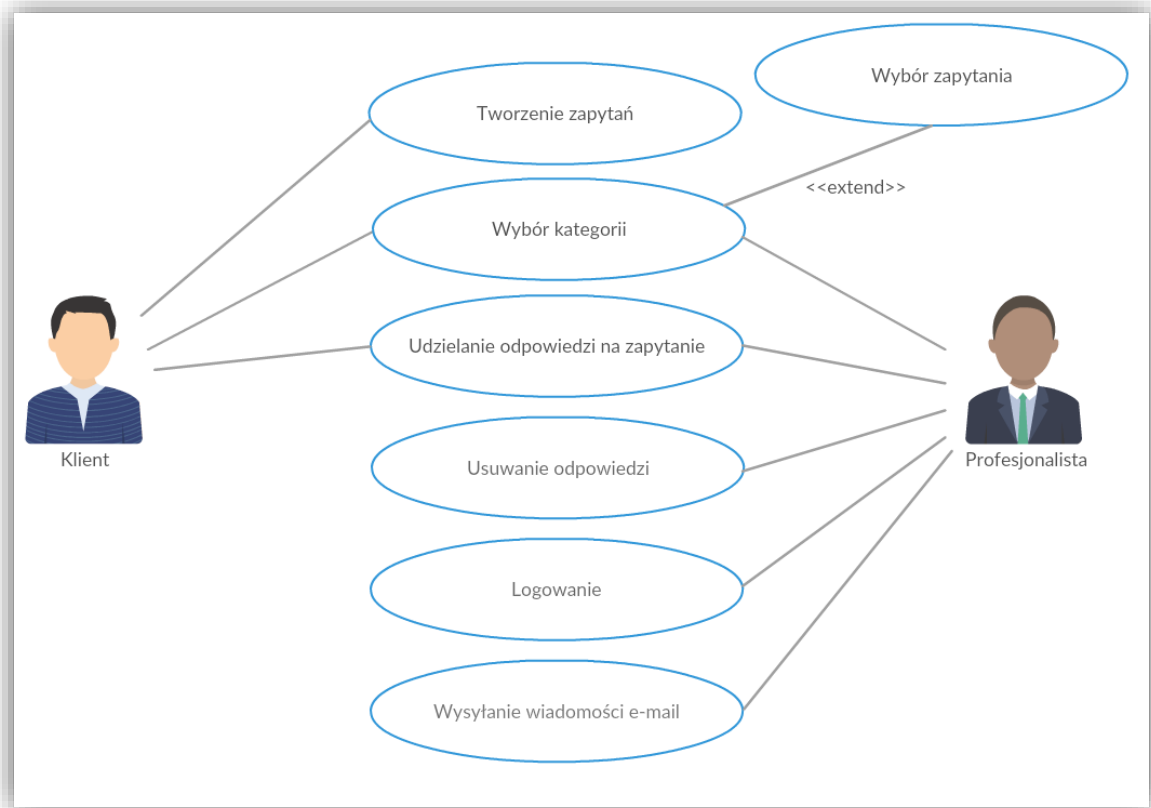 Wybór zapytania
Tworzenie zapytań
<<extend>>
Wybór kategorii
Udzielanie odpowiedzi na zapytanie
Klient
Profesjonalista
Usuwanie odpowiedzi
Logowanie
Wysyłanie wiadomości e-mail